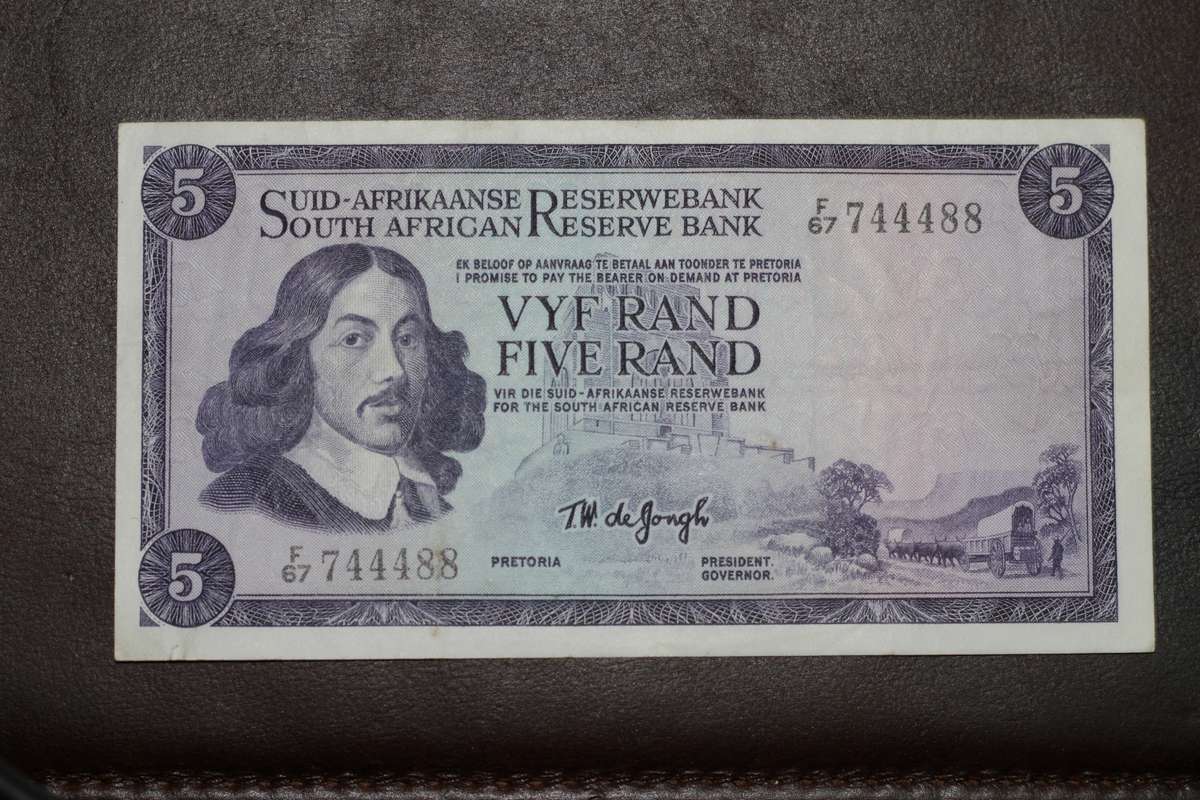 5
5
SUID-AFRIKAANSE RESERWEBANK
SOUTH AFRICAN RESERVE BANK
F/67 744488
EK BELOOF OP AANVRAAG TE BETAAL AAN TOONDER TE PRETORIA
I PROMISE TO PAY THE BEARER ON DEMAND AT PRETORIA
VYF RAND
FIVE RAND
VIR DIE SUID-AFRIKAANSE RESERWEBANK
FOR THE SOUTH AFRICAN RESERVE BANK
T.W. de Jongh
F/67 744488
PRETORIA
PRESIDENT.
GOVERNOR.
5